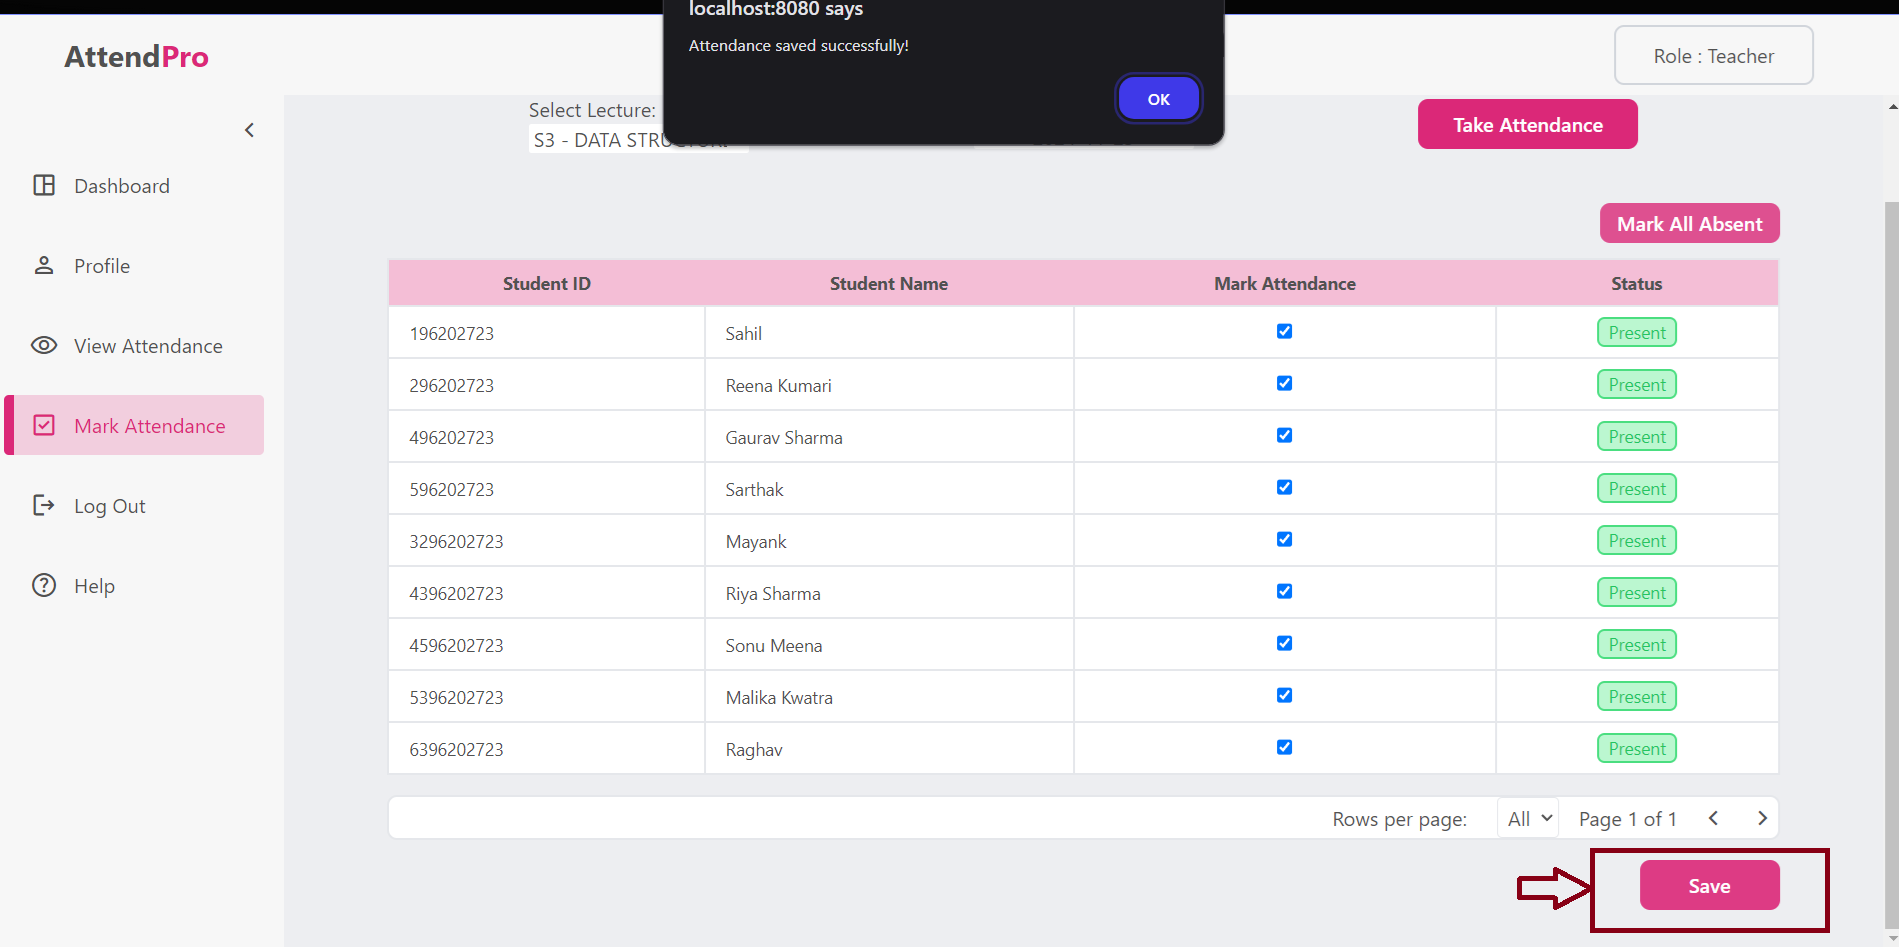 localhost:8080 says
Attendance saved successfully!
OK
AttendPro
Role : Teacher
Select Lecture:
S3 - DATA
Take Attendance
Dashboard
Profile
View Attendance
Mark Attendance
Log Out
Help
Mark All Absent
Student ID Student Name Mark Attendance Status
196202723 Sahil Present
296202723 Reena Kumari Present
496202723 Gaurav Sharma Present
596202723 Sarthak Present
3296202723 Mayank Present
4396202723 Riya Sharma Present
4596202723 Sonu Meena Present
5396202723 Malika Kwatra Present
6396202723 Raghav Present
Rows per page: All Page 1 of 1
Save